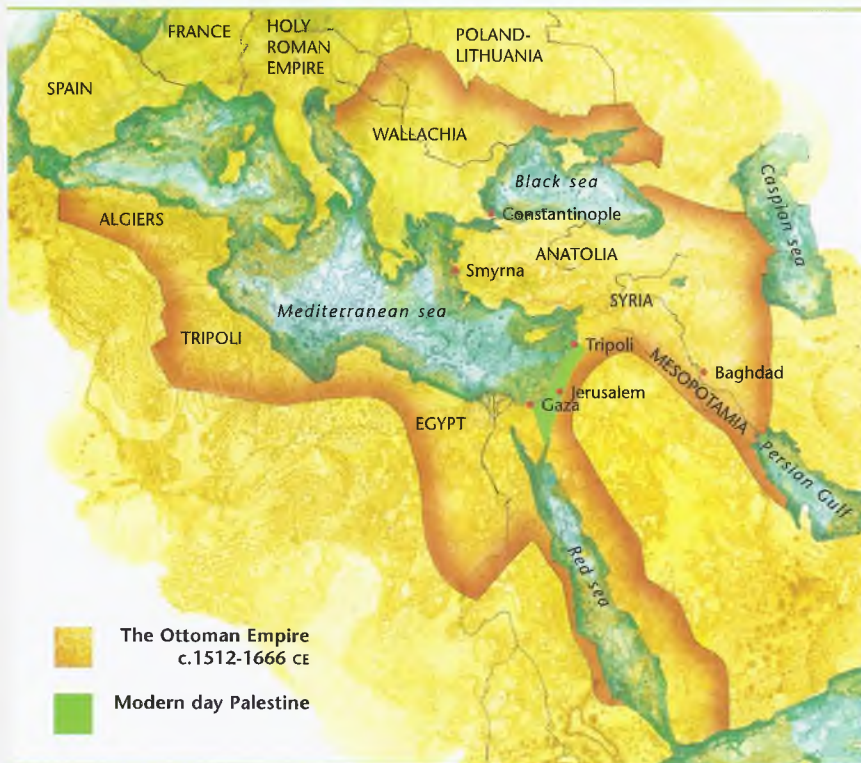 FRANCE
HOLY
ROMAN
EMPIRE
POLAND-
LITHUANIA
SPAIN
WALLACHIA
Black sea
Caspian sea
ALGIERS
Constantinople
ANATOLIA
Smyrna
SYRIA
Mediterranean sea
TRIPOLI
Tripoli
MESOPOTAMIA
Baghdad
Jerusalem
Gaza
EGYPT
Persian Gulf
Red sea
The Ottoman Empire
c.1512-1666 CE
Modern day Palestine